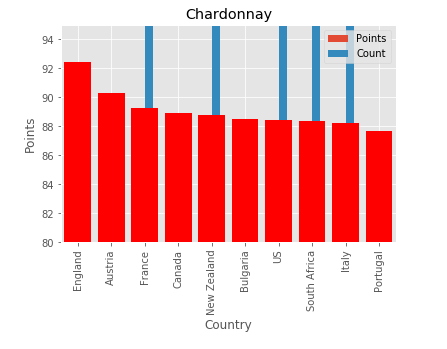 Chardonnay
Points
Count
94
92
90
88
86
84
82
80
Points
England
Austria
France
Canada
New Zealand
Bulgaria
US
South Africa
Italy
Portugal
Country